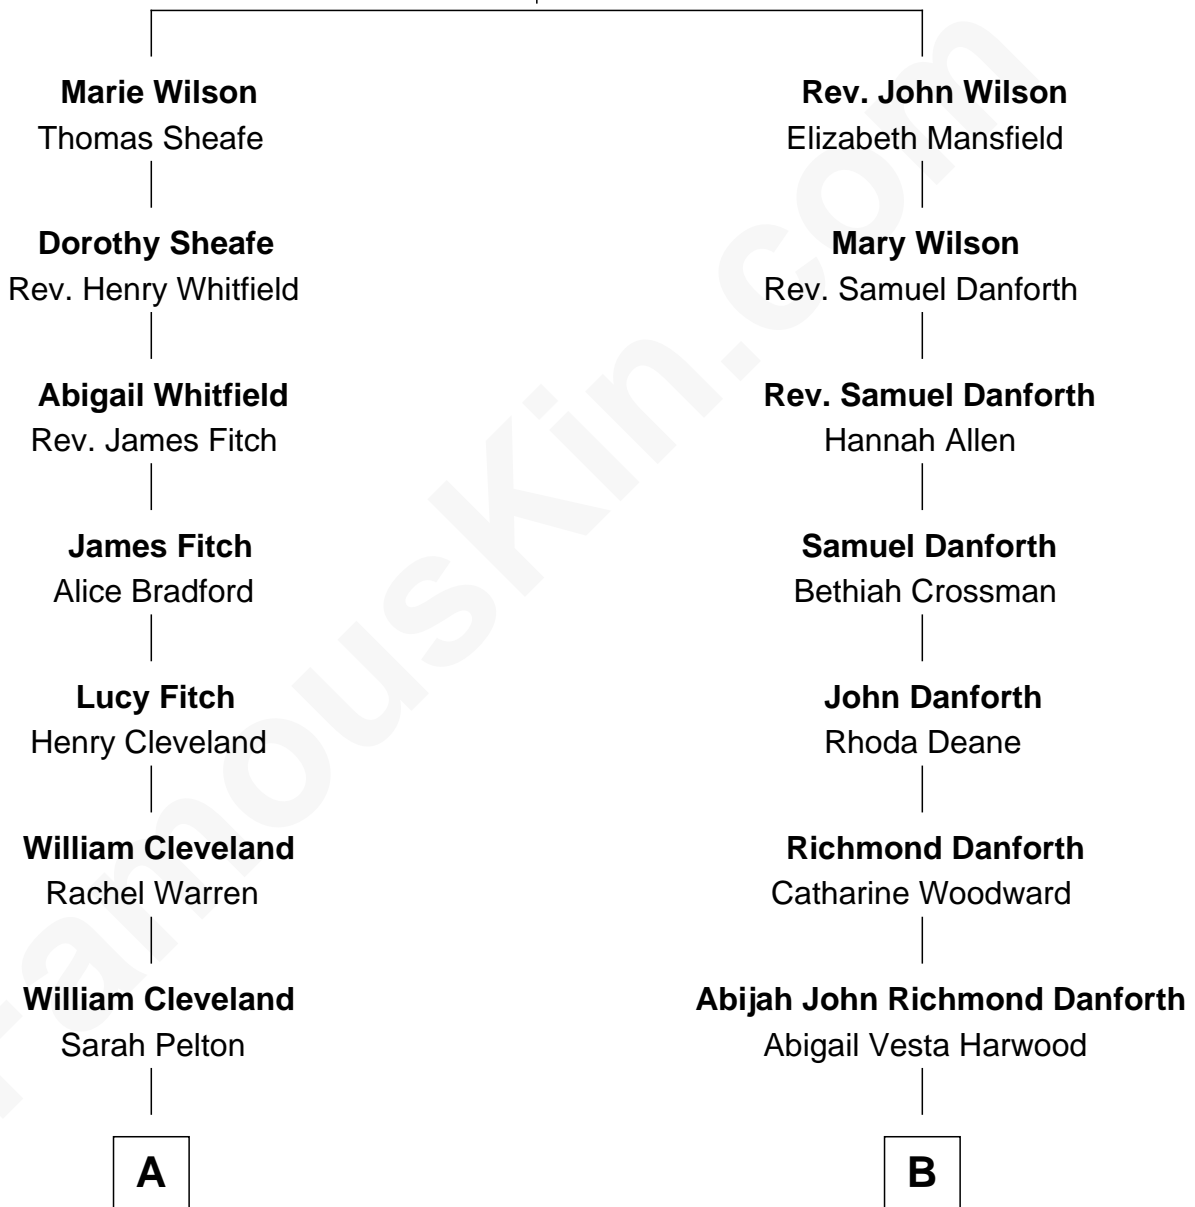 Marie Wilson
Thomas Sheafe
Dorothy Sheafe
Rev. Henry Whitfield
Abigail Whitfield
Rev. James Fitch
James Fitch
Alice Bradford
Lucy Fitch
Henry Cleveland
William Cleveland
Rachel Warren
William Cleveland
Sarah Pelton
A
Rev. John Wilson
Elizabeth Mansfield
Mary Wilson
Rev. Samuel Danforth
Rev. Samuel Danforth
Hannah Allen
Samuel Danforth
Bethiah Crossman
John Danforth
Rhoda Deane
Richmond Danforth
Catharine Woodward
Abijah John Richmond Danforth
Abigail Vesta Harwood
B
FamousKin.com